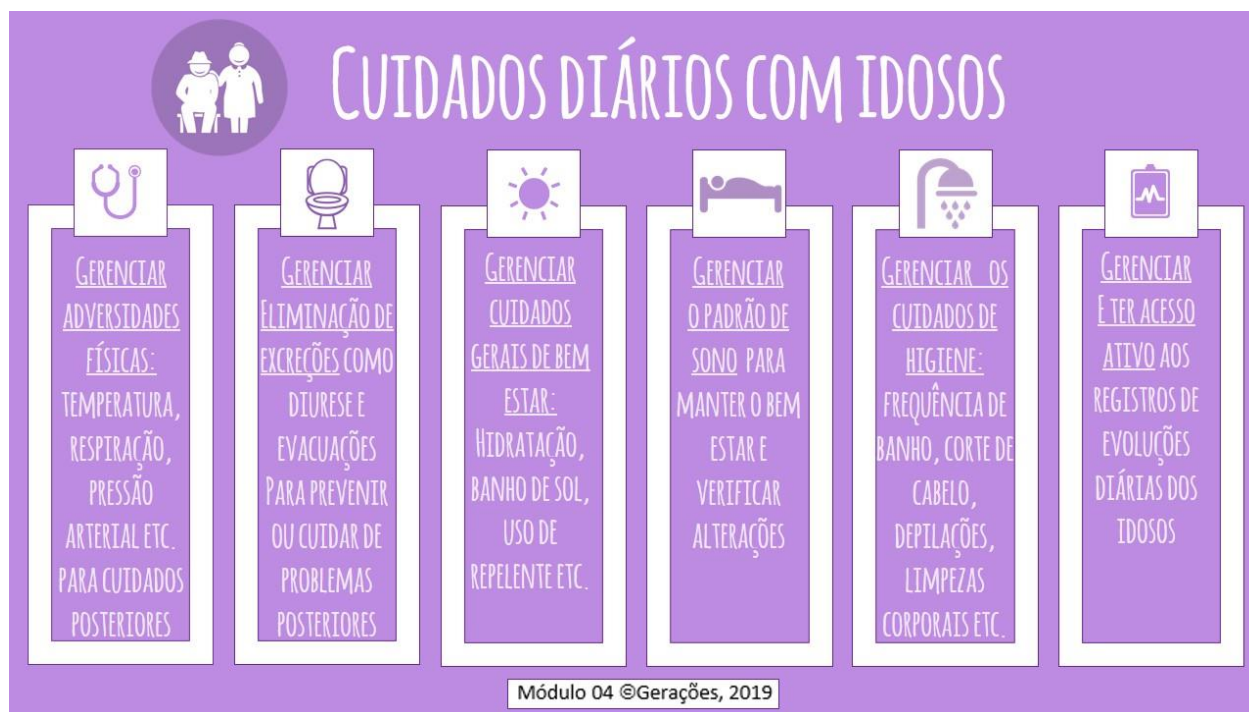 CUIDADOS DIÁRIOS COM IDOSOS
GERENCIAR
ADVERSIDADES
FÍSICAS:
TEMPERATURA,
RESPIRAÇÃO,
PRESSÃO
ARTERIAL ETC.
PARA CUIDADOS
POSTERIORES
GERENCIAR
ELIMINAÇÃO DE
EXCREÇÕES COMO
DIURESE E
EVACUAÇÕES
PARA PREVENIR
OU CUIDAR DE
PROBLEMAS
POSTERIORES
GERENCIAR
CUIDADOS
GERAIS DE BEM
ESTAR:
HIDRATAÇÃO,
BANHO DE SOL,
USO DE
REPELENTE ETC.
GERENCIAR
O PADRÃO DE
SONO PARA
MANTER O BEM
ESTAR E
VERIFICAR
ALTERAÇÕES
GERENCIAR OS
CUIDADOS DE
HIGIENE:
FREQUÊNCIA DE
BANHO, CORTE DE
CABELO,
DEPILAÇÕES,
LIMPEZAS
CORPORAIS ETC.
GERENCIAR
E TER ACESSO
ATIVO AOS
REGISTROS DE
EVOLUÇÕES
DIÁRIAS DOS
IDOSOS
Módulo 04 ©Gerações, 2019